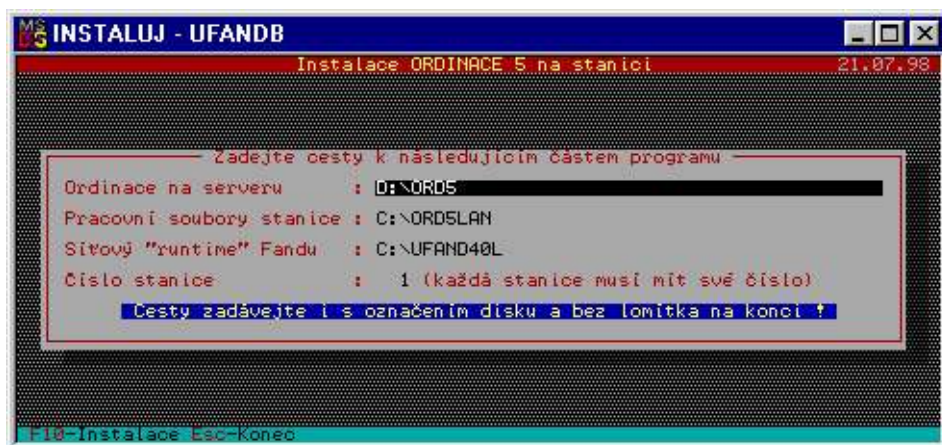 INSTALUJ - UFANDB
Instalace ORDINACE 5 na stanici 21.07.98
Zadejte cesty k následujícím částem programu
Ordinace na serveru : D:\ORD5
Pracovní soubory stanice : C:\ORD5LAN
Síťový "runtime" Fandu : C:\UFAND40L
Číslo stanice : 1 (každá stanice musí mít své číslo)
Cesty zadávejte i s označením disku a bez lomítka na konci !
F10-Instalace Esc-Konec